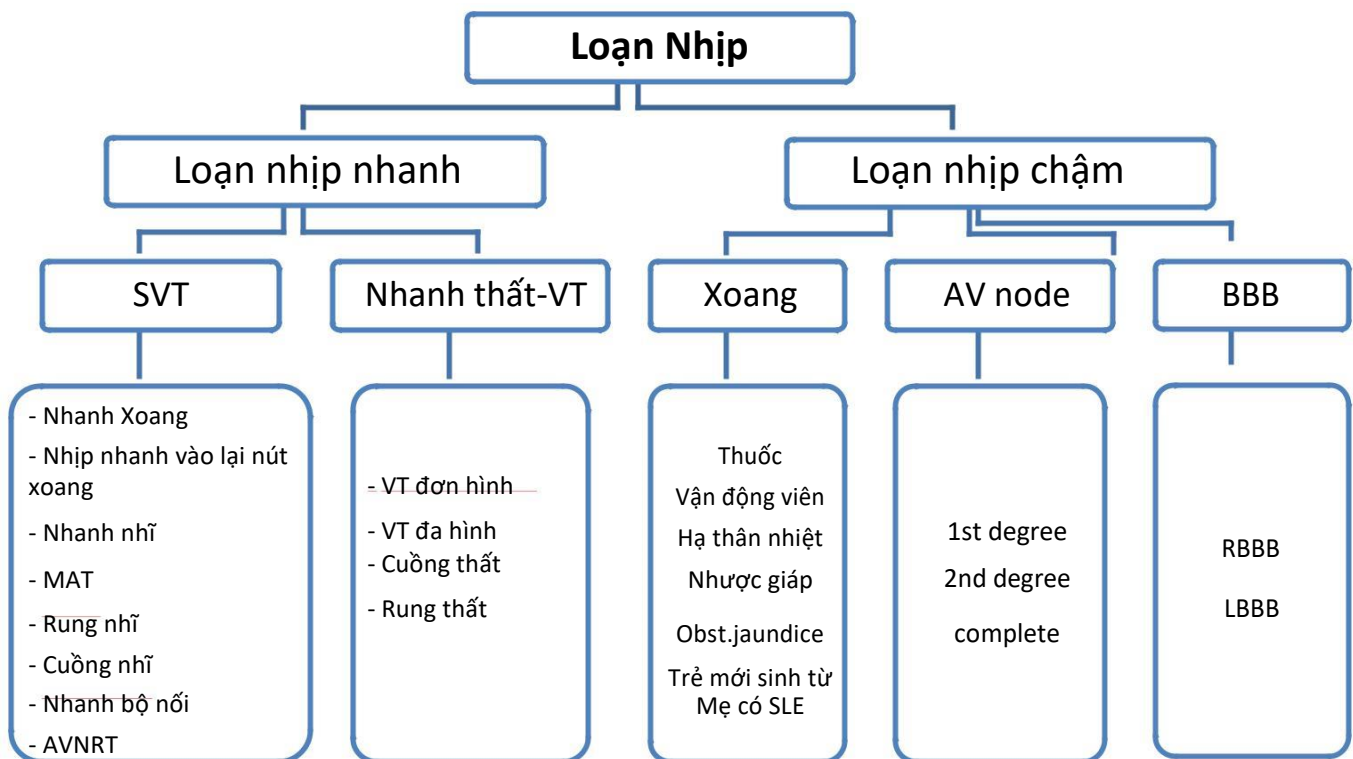 Loạn Nhịp
Loạn nhịp nhanh
Loạn nhịp chậm
SVT
Nhanh thất-VT
Xoang
AV node
BBB
- Nhanh Xoang
- Nhịp nhanh vào lại nút
xoang
- Nhanh nhĩ
- MAT
- Rung nhĩ
- Cuồng nhĩ
- Nhanh bộ nối
- AVNRT
- VT đơn hình
- VT đa hình
- Cuồng thất
- Rung thất
Thuốc
Vận động viên
Hạ thân nhiệt
Nhược giáp
Obst.jaundice
Trẻ mới sinh từ
Mẹ có SLE
1st degree
2nd degree
complete
RBBB
LBBB